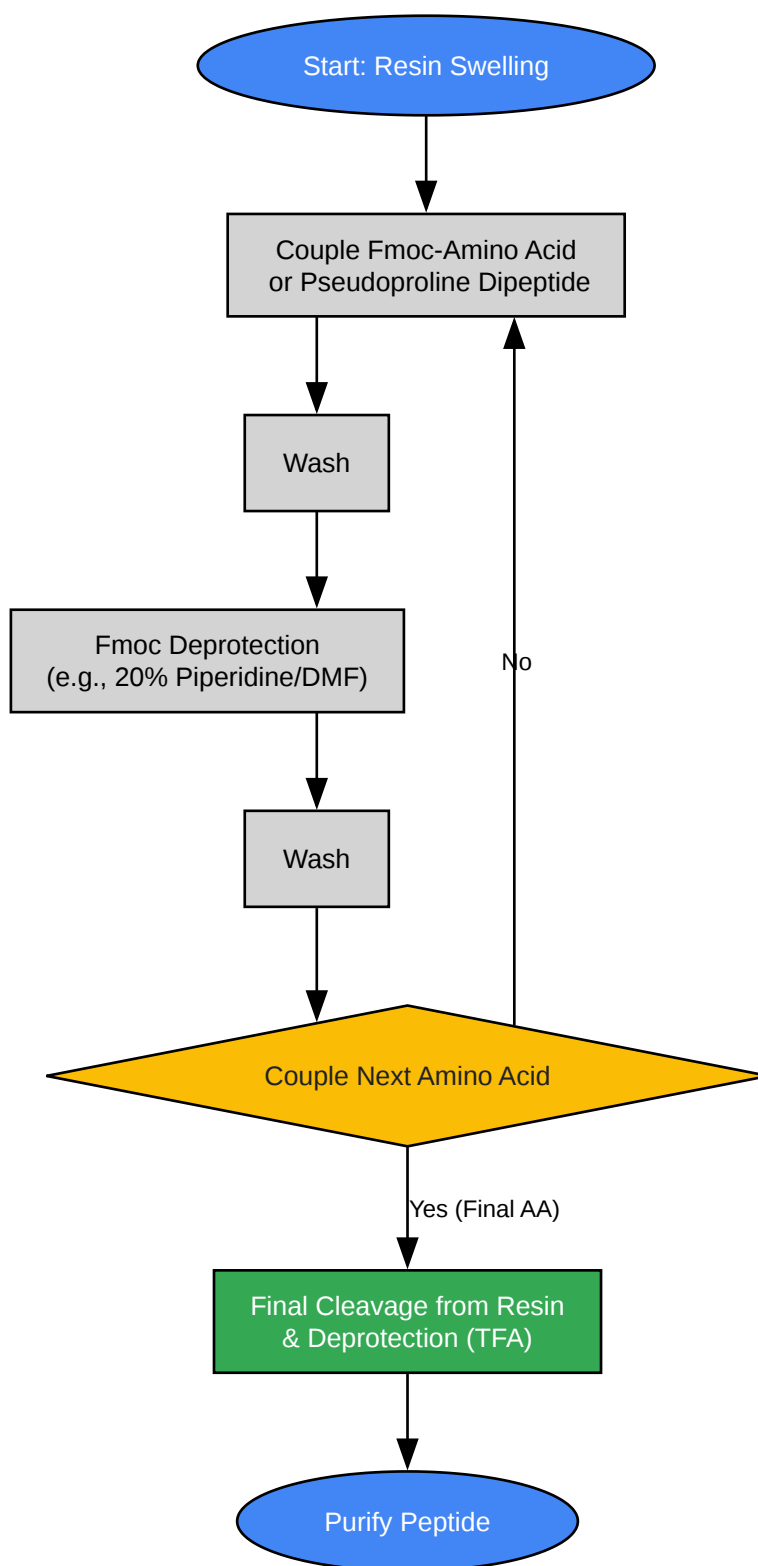 Start: Resin Swelling
Couple Fmoc-Amino Acid
or Pseudoproline Dipeptide
Wash
Fmoc Deprotection
(e.g., 20% Piperidine/DMF)
No
Wash
Couple Next Amino Acid
Yes (Final AA)
Final Cleavage from Resin
& Deprotection (TFA)
Purify Peptide